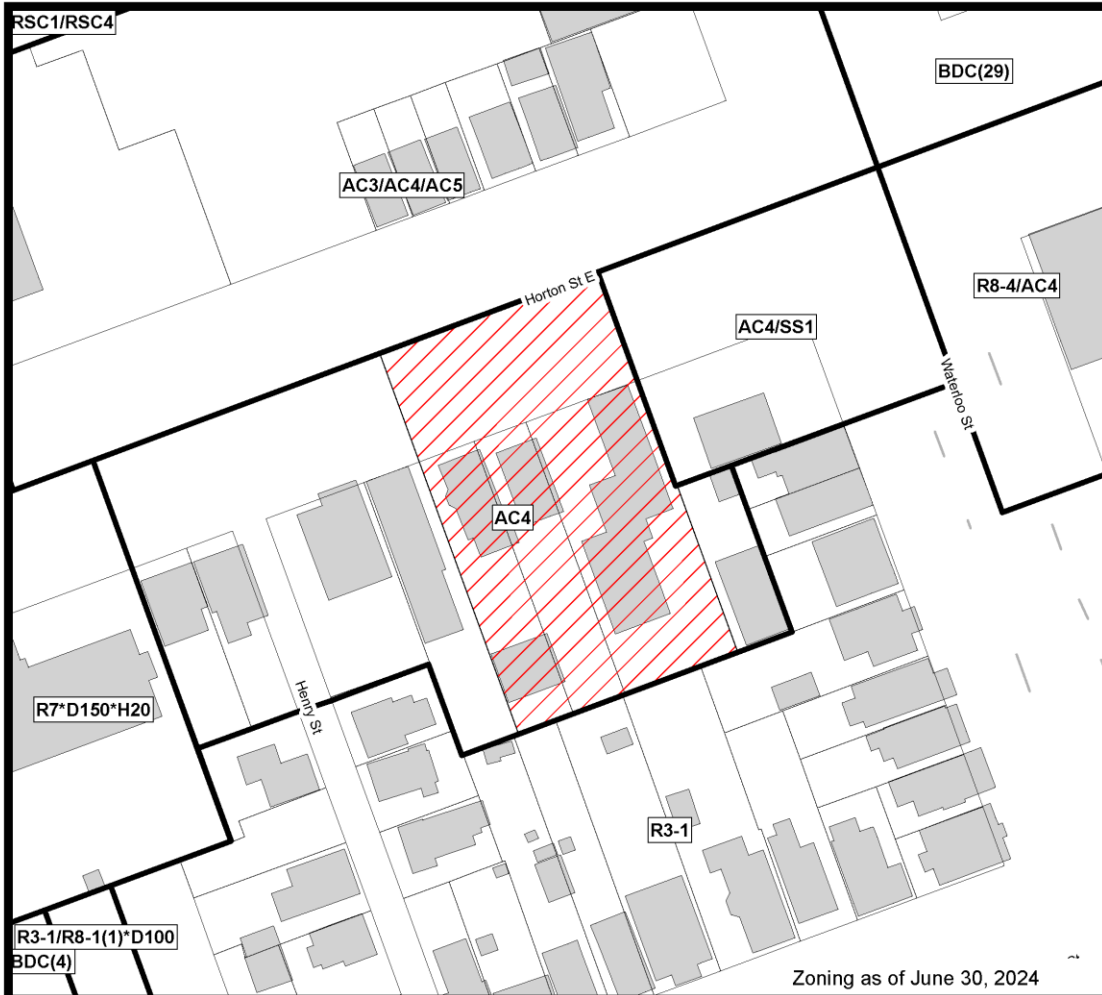 RSC1/RSC4
BDC(29)
AC3/AC4/AC5
Horton St E
R8-4/AC4
AC4/SS1
Waterloo St
AC4
R7*D150*H20
Henry St
R3-1
R3-1/R8-1(1)*D100
BDC(4)
Zoning as of June 30, 2024